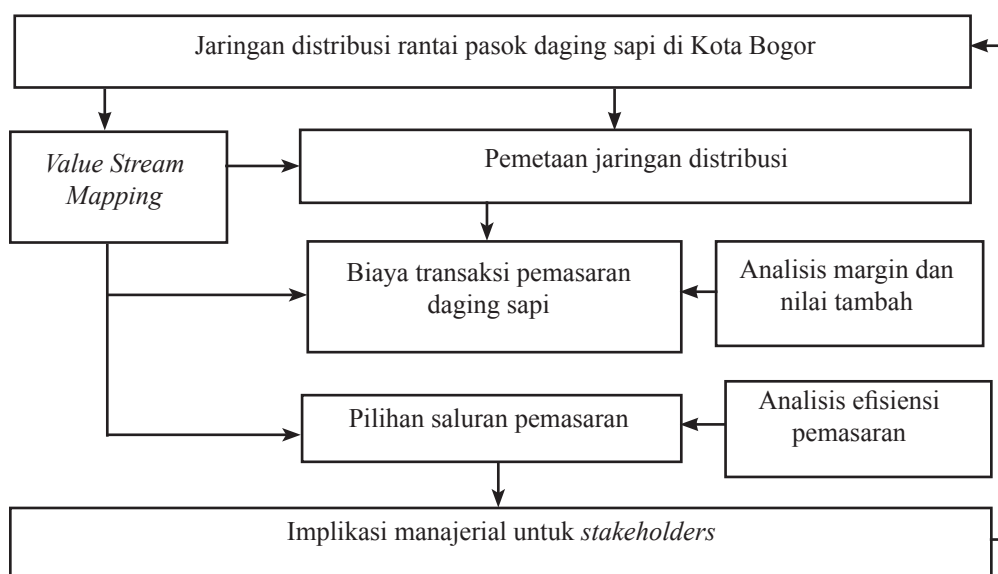 Jaringan distribusi rantai pasok daging sapi di Kota Bogor
Value Stream
Mapping
Pemetaan jaringan distribusi
Biaya transaksi pemasaran
daging sapi
Analisis margin dan
nilai tambah
Pilihan saluran pemasaran
Analisis efisiensi
pemasaran
Implikasi manajerial untuk stakeholders